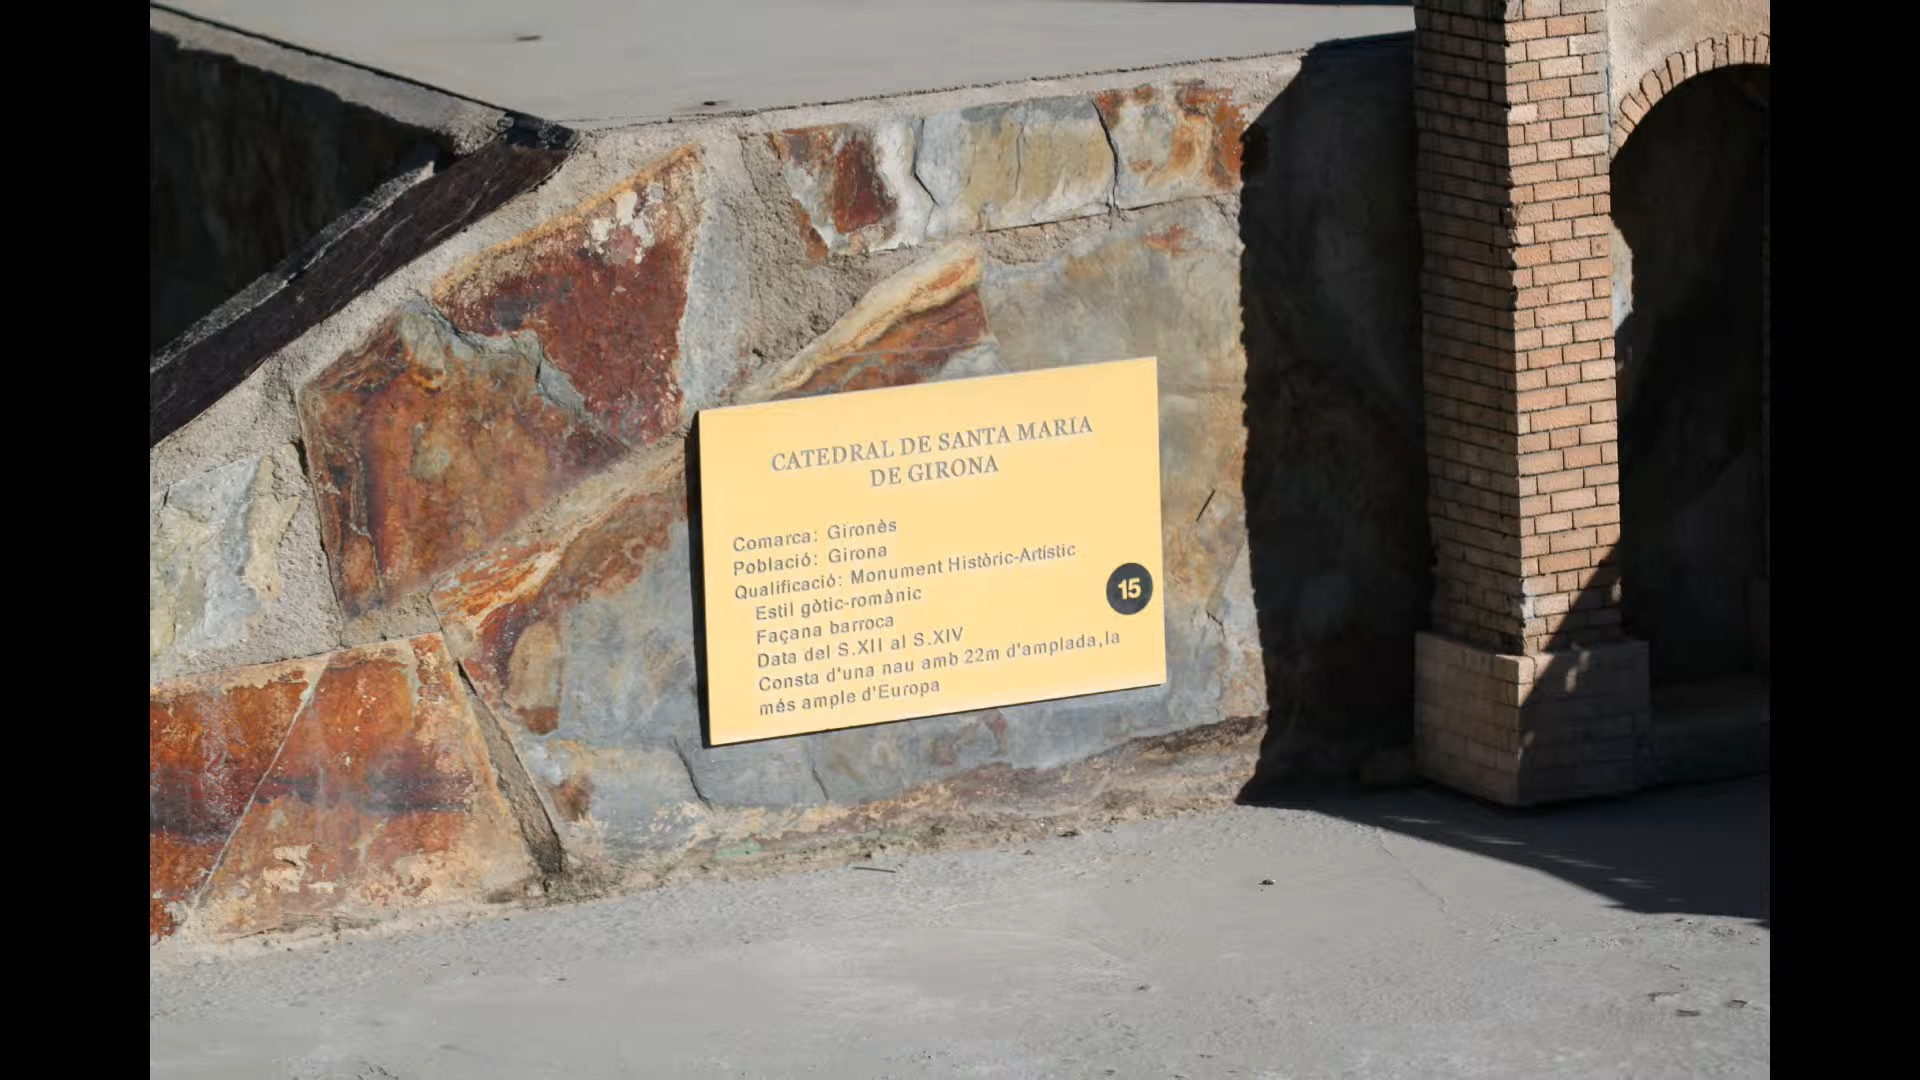 CATEDRAL DE SANTA MARIA
DE GIRONA
Comarca: Gironès
Població: Girona
Qualificació: Monument Històric-Artístic
Estil gòtic-romànic
Façana barroca
Data del S.XII al S.XIV
Consta d'una nau amb 22m d'amplada,la
més ample d'Europa
15